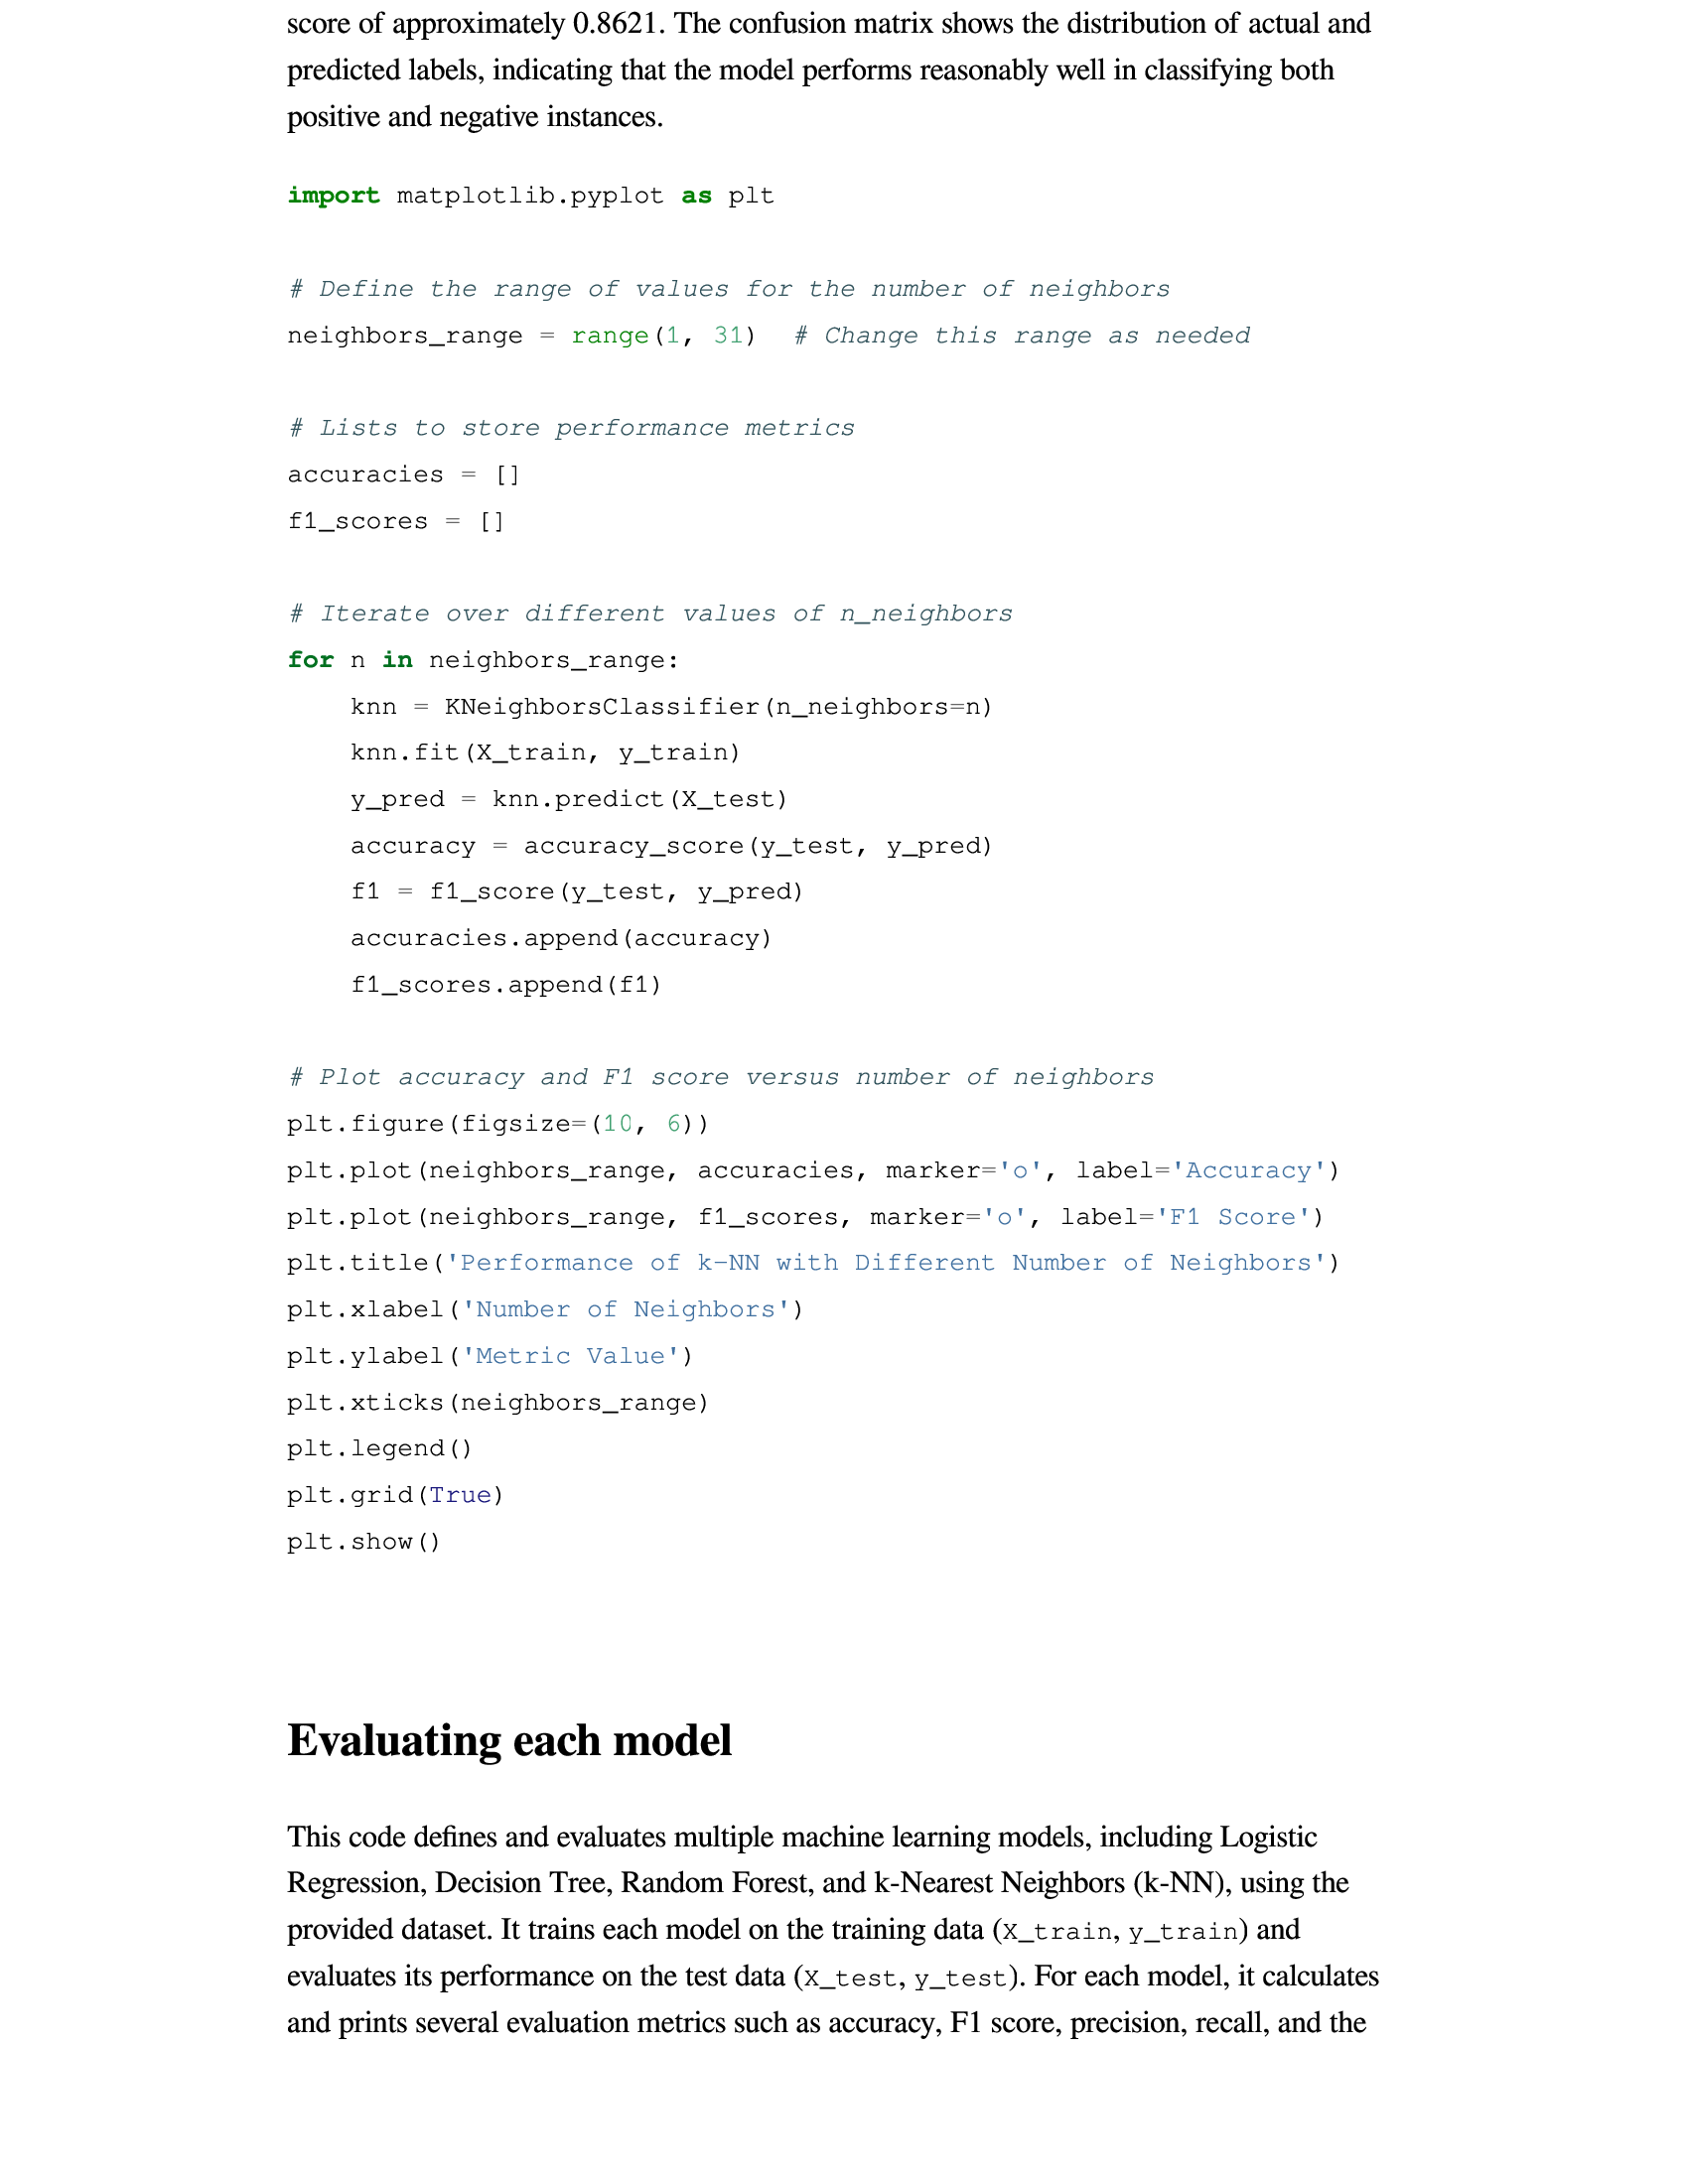 score of approximately 0.8621. The confusion matrix shows the distribution of actual and
predicted labels, indicating that the model performs reasonably well in classifying both
positive and negative instances.
import matplotlib.pyplot as plt
# Define the range of values for the number of neighbors
neighbors_range = range(1, 31)  # Change this range as needed
# Lists to store performance metrics
accuracies = []
f1_scores = []
# Iterate over different values of n_neighbors
for n in neighbors_range:
    knn = KNeighborsClassifier(n_neighbors=n)
    knn.fit(X_train, y_train)
    y_pred = knn.predict(X_test)
    accuracy = accuracy_score(y_test, y_pred)
    f1 = f1_score(y_test, y_pred)
    accuracies.append(accuracy)
    f1_scores.append(f1)
# Plot accuracy and F1 score versus number of neighbors
plt.figure(figsize=(10, 6))
plt.plot(neighbors_range, accuracies, marker='o', label='Accuracy')
plt.plot(neighbors_range, f1_scores, marker='o', label='F1 Score')
plt.title('Performance of k-NN with Different Number of Neighbors')
plt.xlabel('Number of Neighbors')
plt.ylabel('Metric Value')
plt.xticks(neighbors_range)
plt.legend()
plt.grid(True)
plt.show()
Evaluating each model
This code defines and evaluates multiple machine learning models, including Logistic
Regression, Decision Tree, Random Forest, and k-Nearest Neighbors (k-NN), using the
provided dataset. It trains each model on the training data (X_train, y_train) and
evaluates its performance on the test data (X_test, y_test). For each model, it calculates
and prints several evaluation metrics such as accuracy, F1 score, precision, recall, and the